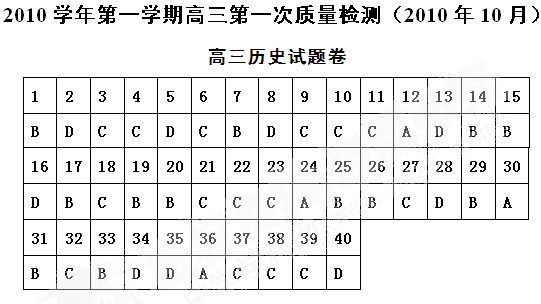 2010 学年第一学期高三第一次质量检测（2010 年 10 月）
高三历史试题卷
1 2 3 4 5 6 7 8 9 10 11 12 13 14 15
B D C C D C B D C C C A D B B
16 17 18 19 20 21 22 23 24 25 26 27 28 29 30
D B C B B C C C A B B C D B A
31 32 33 34 35 36 37 38 39 40
B C B D D A C C C D